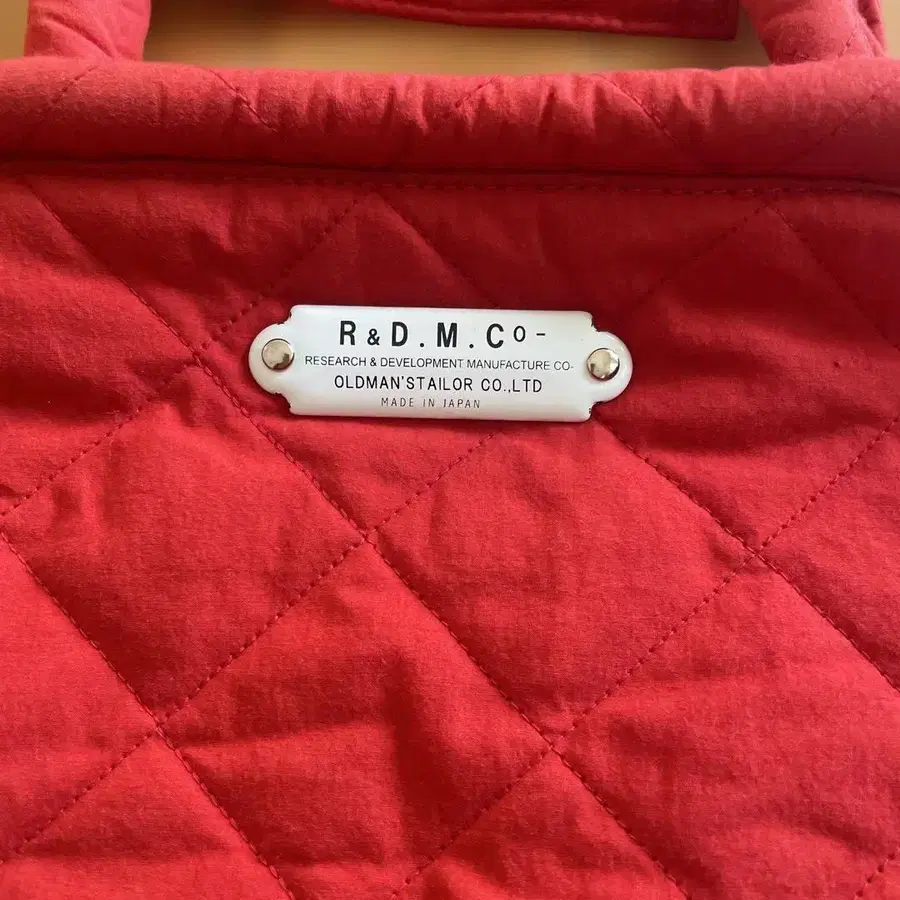 R & D . M . Co-
RESEARCH & DEVELOPMENT MANUFACTURE CO-
OLDMAN'STAILOR CO.,LTD
MADE IN JAPAN